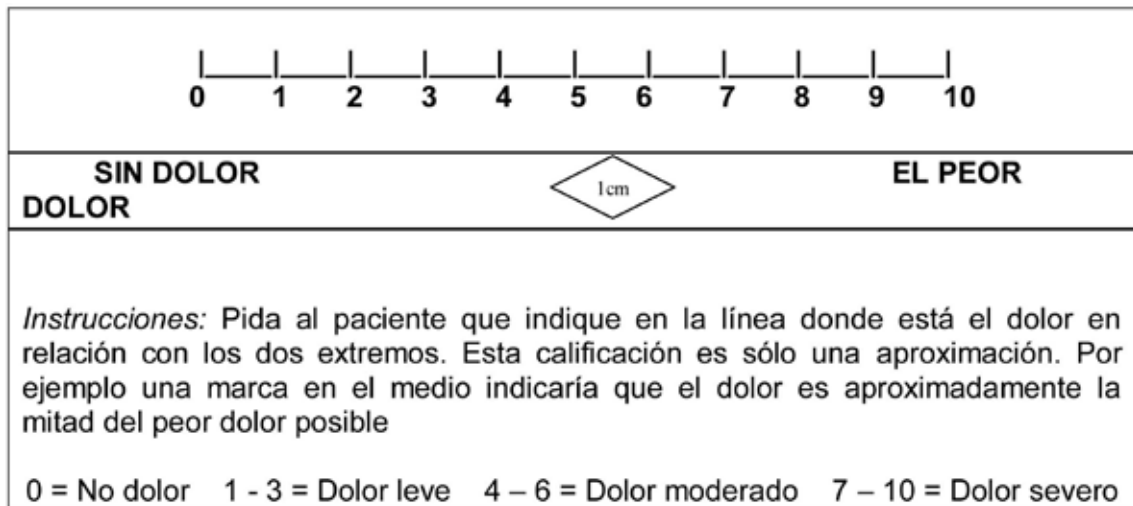 0 1 2 3 4 5 6 7 8 9 10
SIN DOLOR 1cm EL PEOR
DOLOR
Instrucciones: Pida al paciente que indique en la línea donde está el dolor en
relación con los dos extremos. Esta calificación es sólo una aproximación. Por
ejemplo una marca en el medio indicaría que el dolor es aproximadamente la
mitad del peor dolor posible
0 = No dolor 1 - 3 = Dolor leve 4 – 6 = Dolor moderado 7 – 10 = Dolor severo